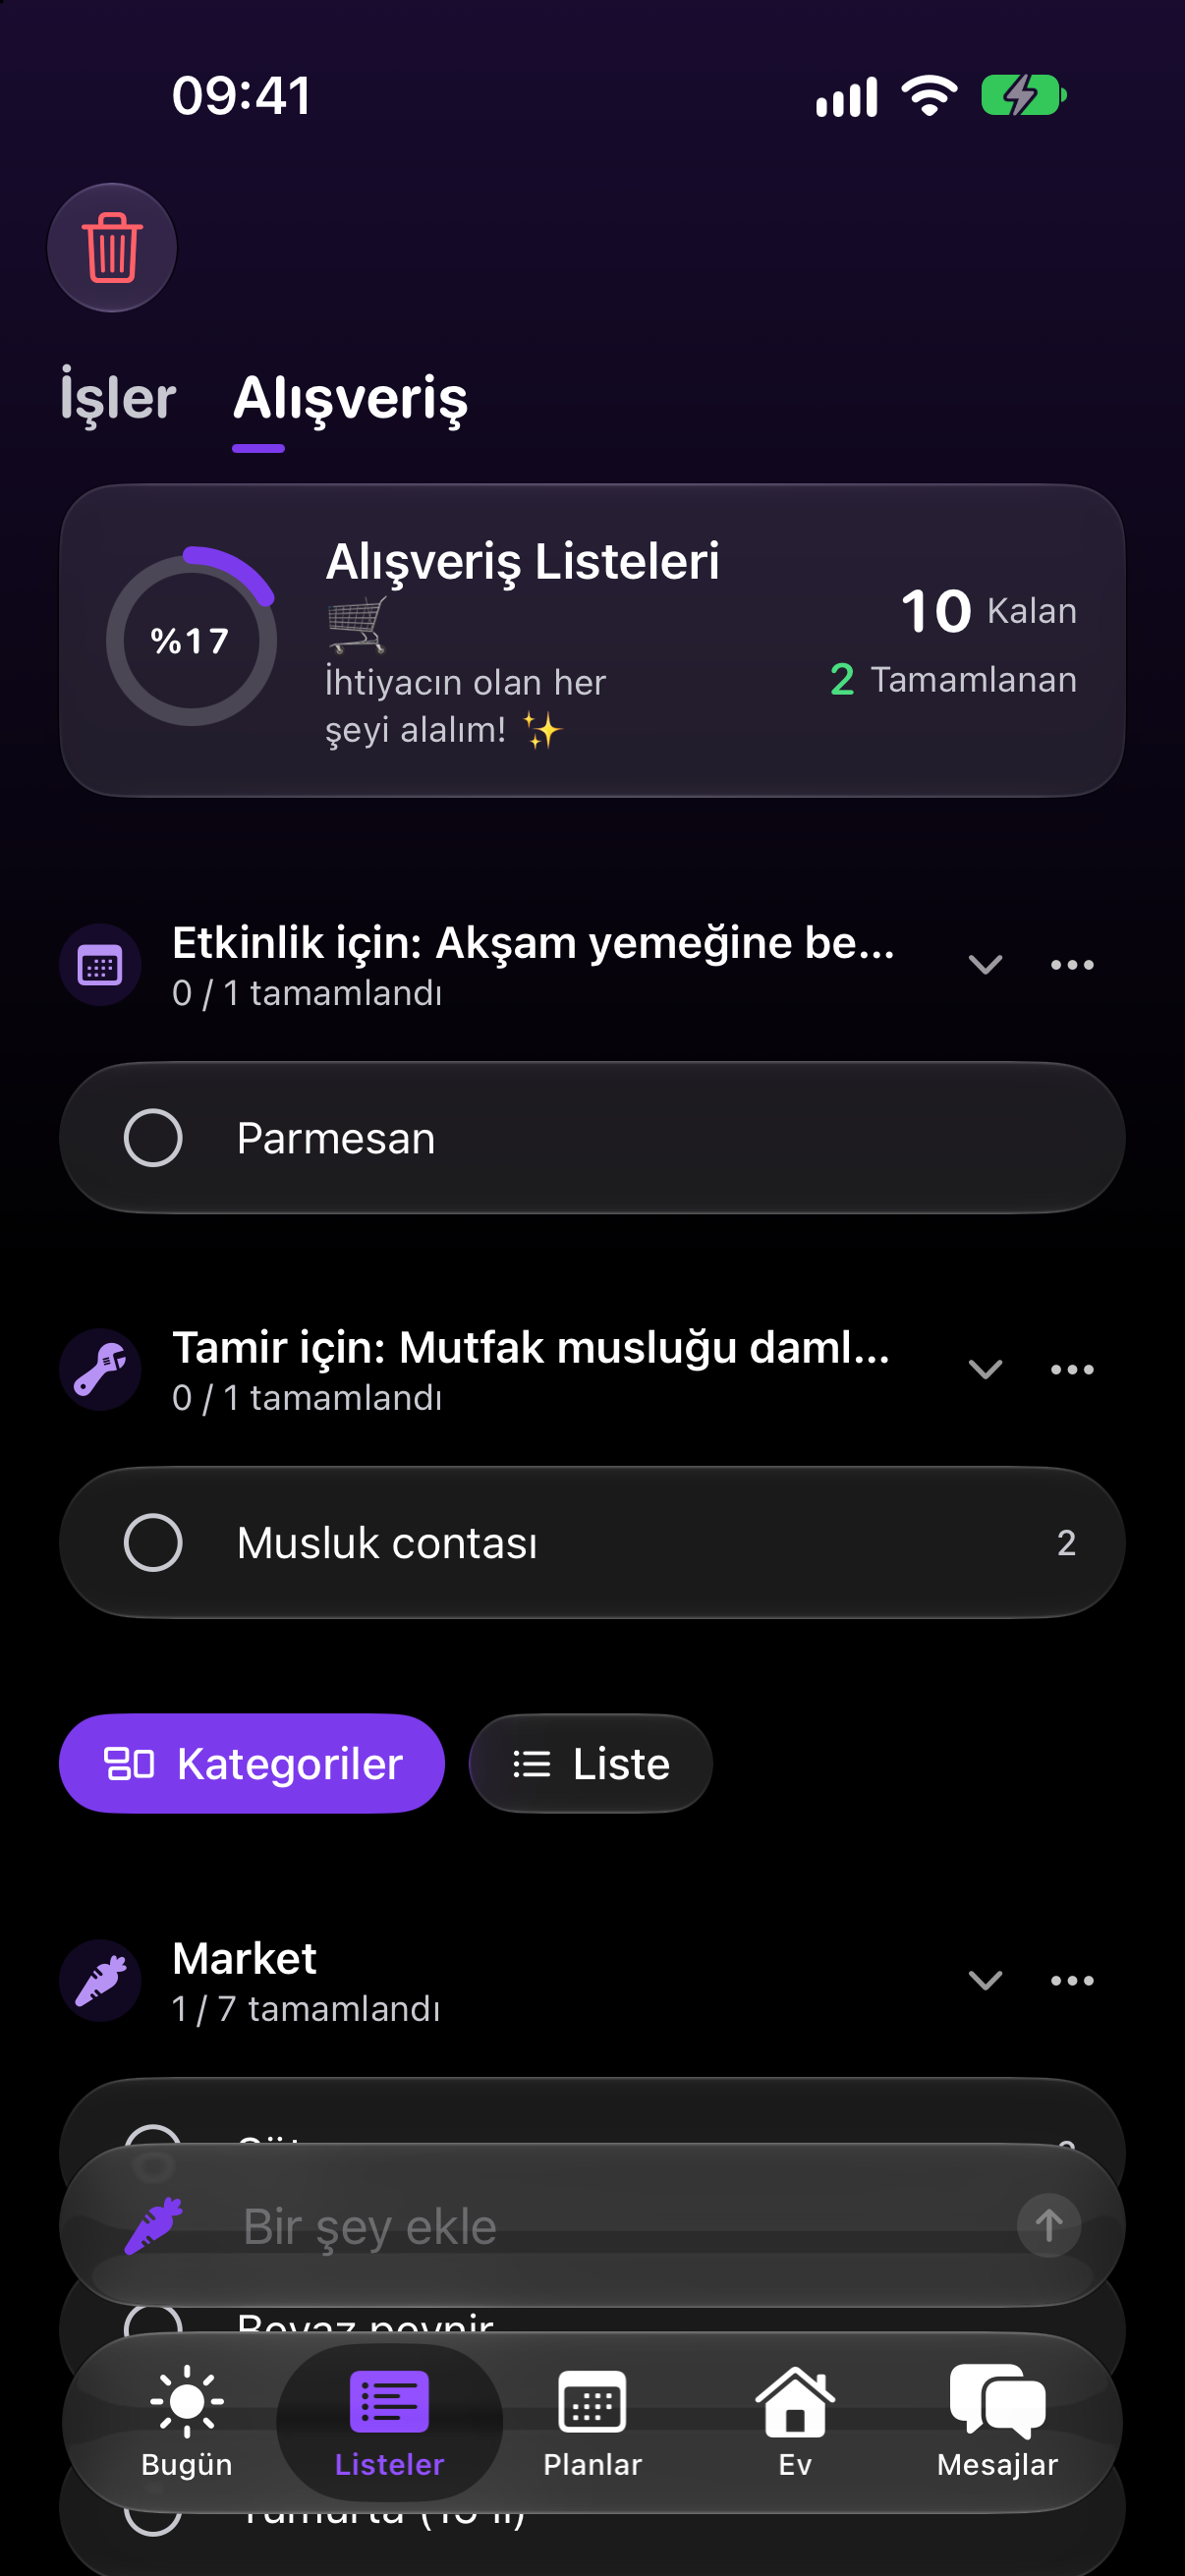 09:41
İşler Alışveriş
%17
Alışveriş Listeleri
🛒
İhtiyacın olan her
şeyi alalım! ✨
10 Kalan
2 Tamamlanan
Etkinlik için: Akşam yemeğine be...
0 / 1 tamamlandı
Parmesan
Tamir için: Mutfak musluğu daml...
0 / 1 tamamlandı
Musluk contası 2
Kategoriler Liste
Market
1 / 7 tamamlandı
Bir şey ekle
Beyaz peynir
Bugün Listeler Planlar Ev Mesajlar